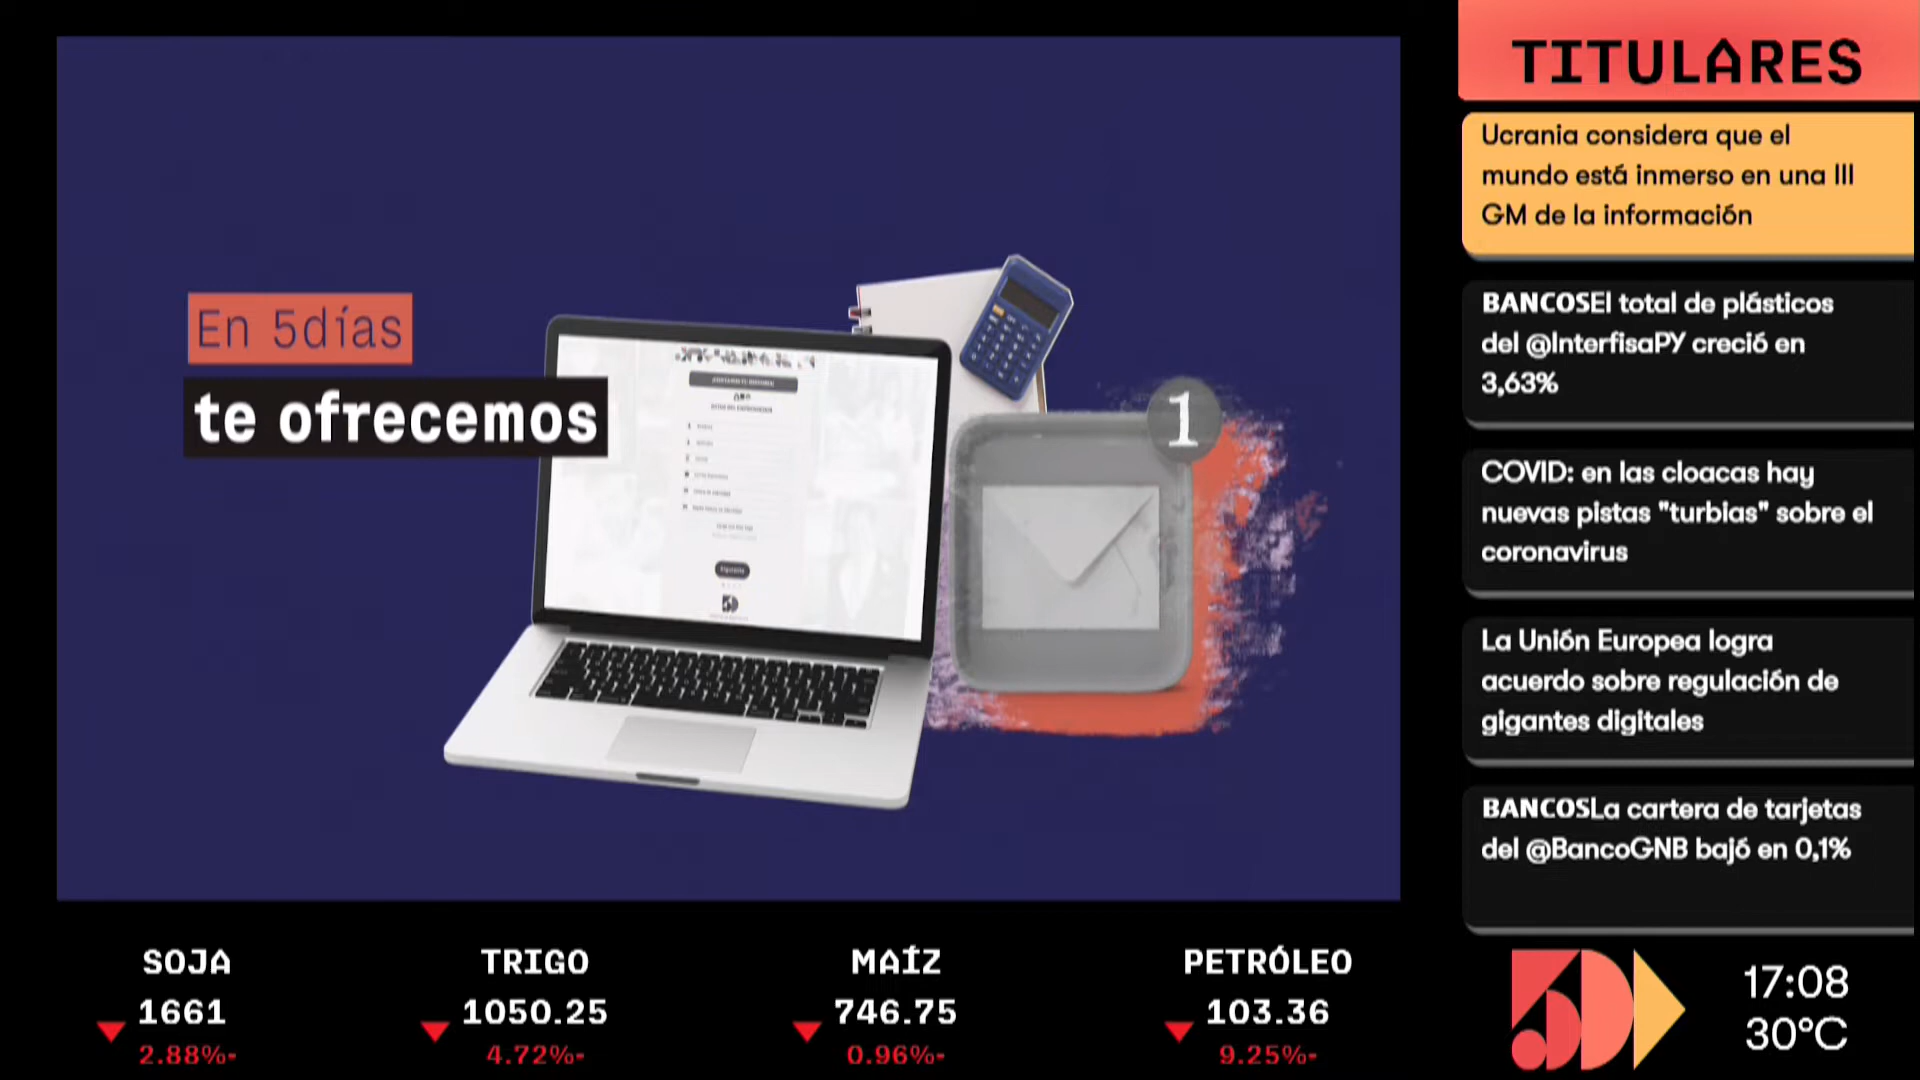 En 5días
te ofrecemos
1
Siguiente
TITULARES
Ucrania considera que el
mundo está inmerso en una III
GM de la información
BANCOSEl total de plásticos
del @InterfisaPY creció en
3,63%
COVID: en las cloacas hay
nuevas pistas "turbias" sobre el
coronavirus
La Unión Europea logra
acuerdo sobre regulación de
gigantes digitales
BANCOSLa cartera de tarjetas
del @BancoGNB bajó en 0,1%
SOJA
1661
2.88%-
TRIGO
1050.25
4.72%-
MAÍZ
746.75
0.96%-
PETRÓLEO
103.36
9.25%-
5D
17:08
30°C